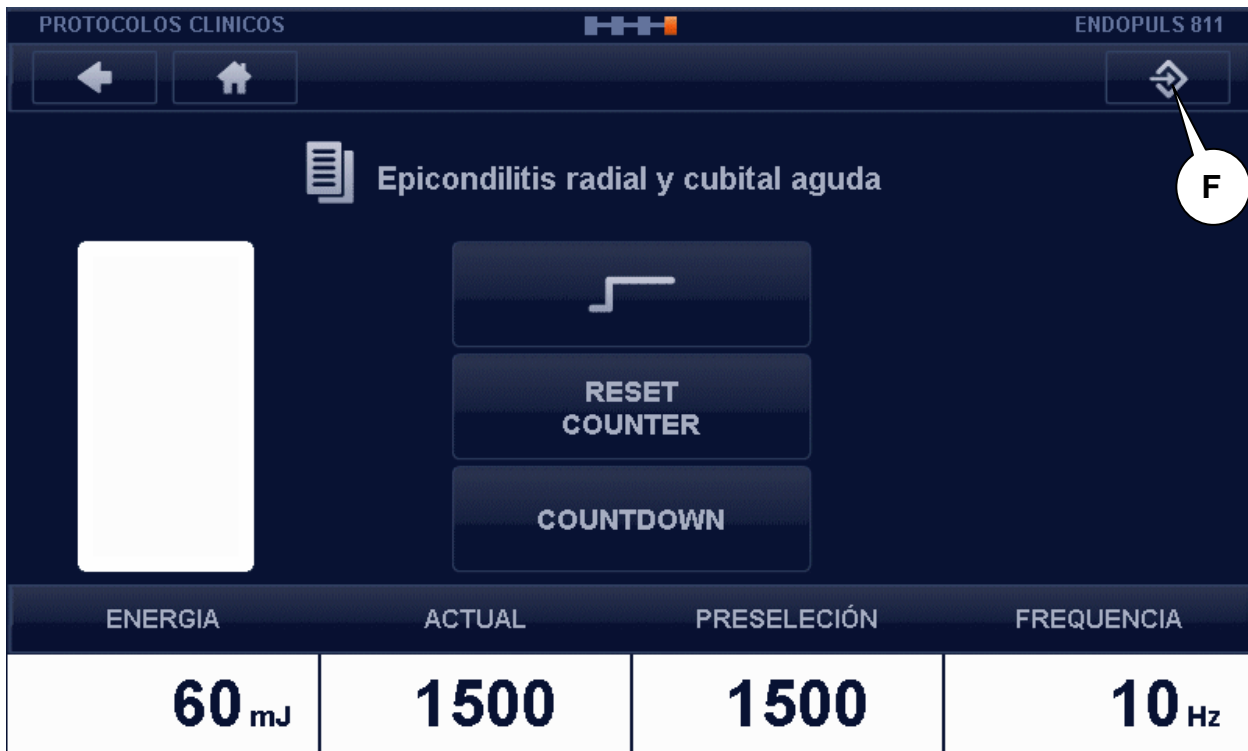 PROTOCOLOS CLINICOS
ENDOPULS 811
F
Epicondilitis radial y cubital aguda
RESET
COUNTER
COUNTDOWN
ENERGIA ACTUAL PRESELECIÓN FREQUENCIA
60 mJ 1500 1500 10 Hz